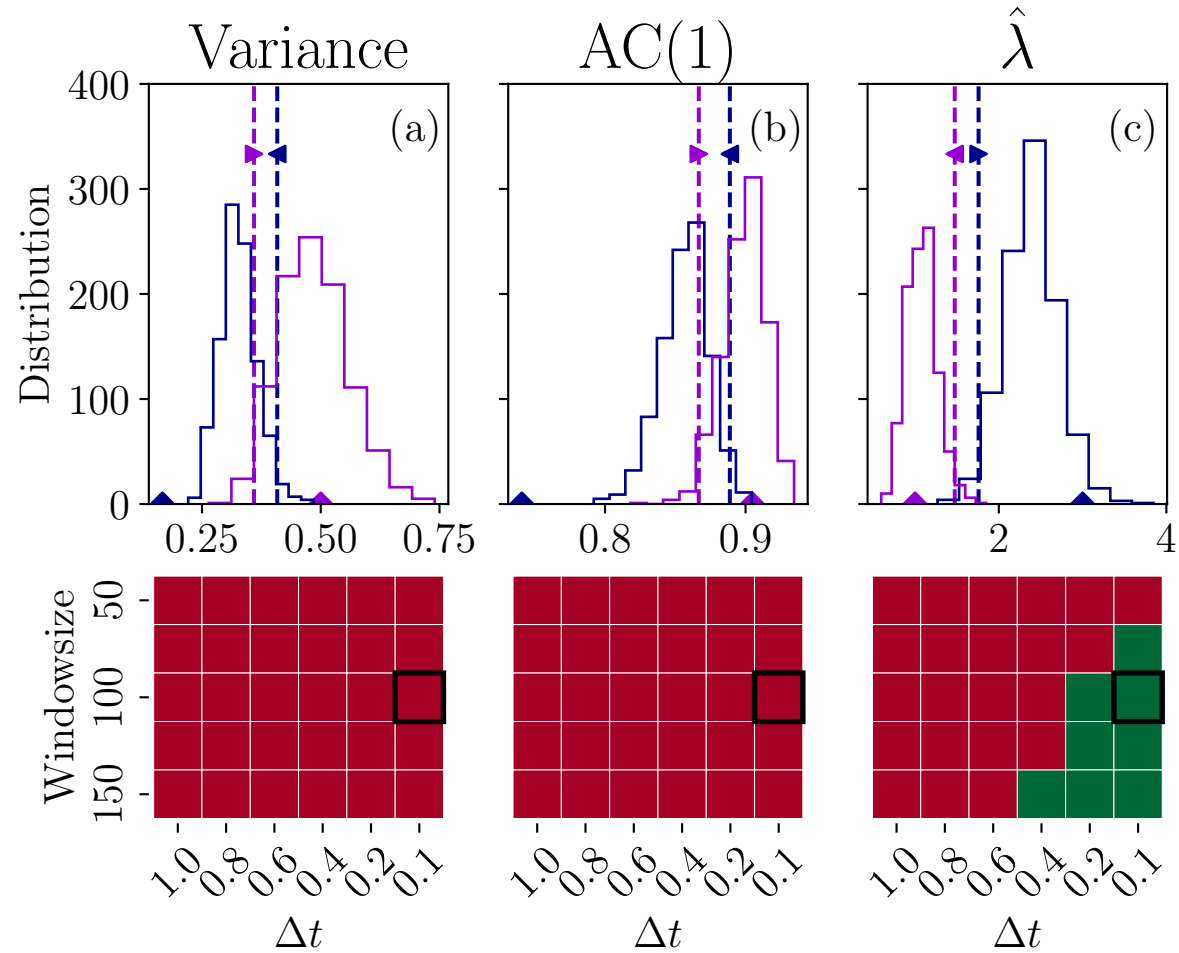 Variance AC(1) λ̂
400 (a) (b) (c)
300
200
100
0
Distribution
0.25 0.50 0.75 0.8 0.9 2 4
50
100
150
Windowsize
1.0 0.8 0.6 0.4 0.2 0.1 1.0 0.8 0.6 0.4 0.2 0.1 1.0 0.8 0.6 0.4 0.2 0.1
Δt Δt Δt